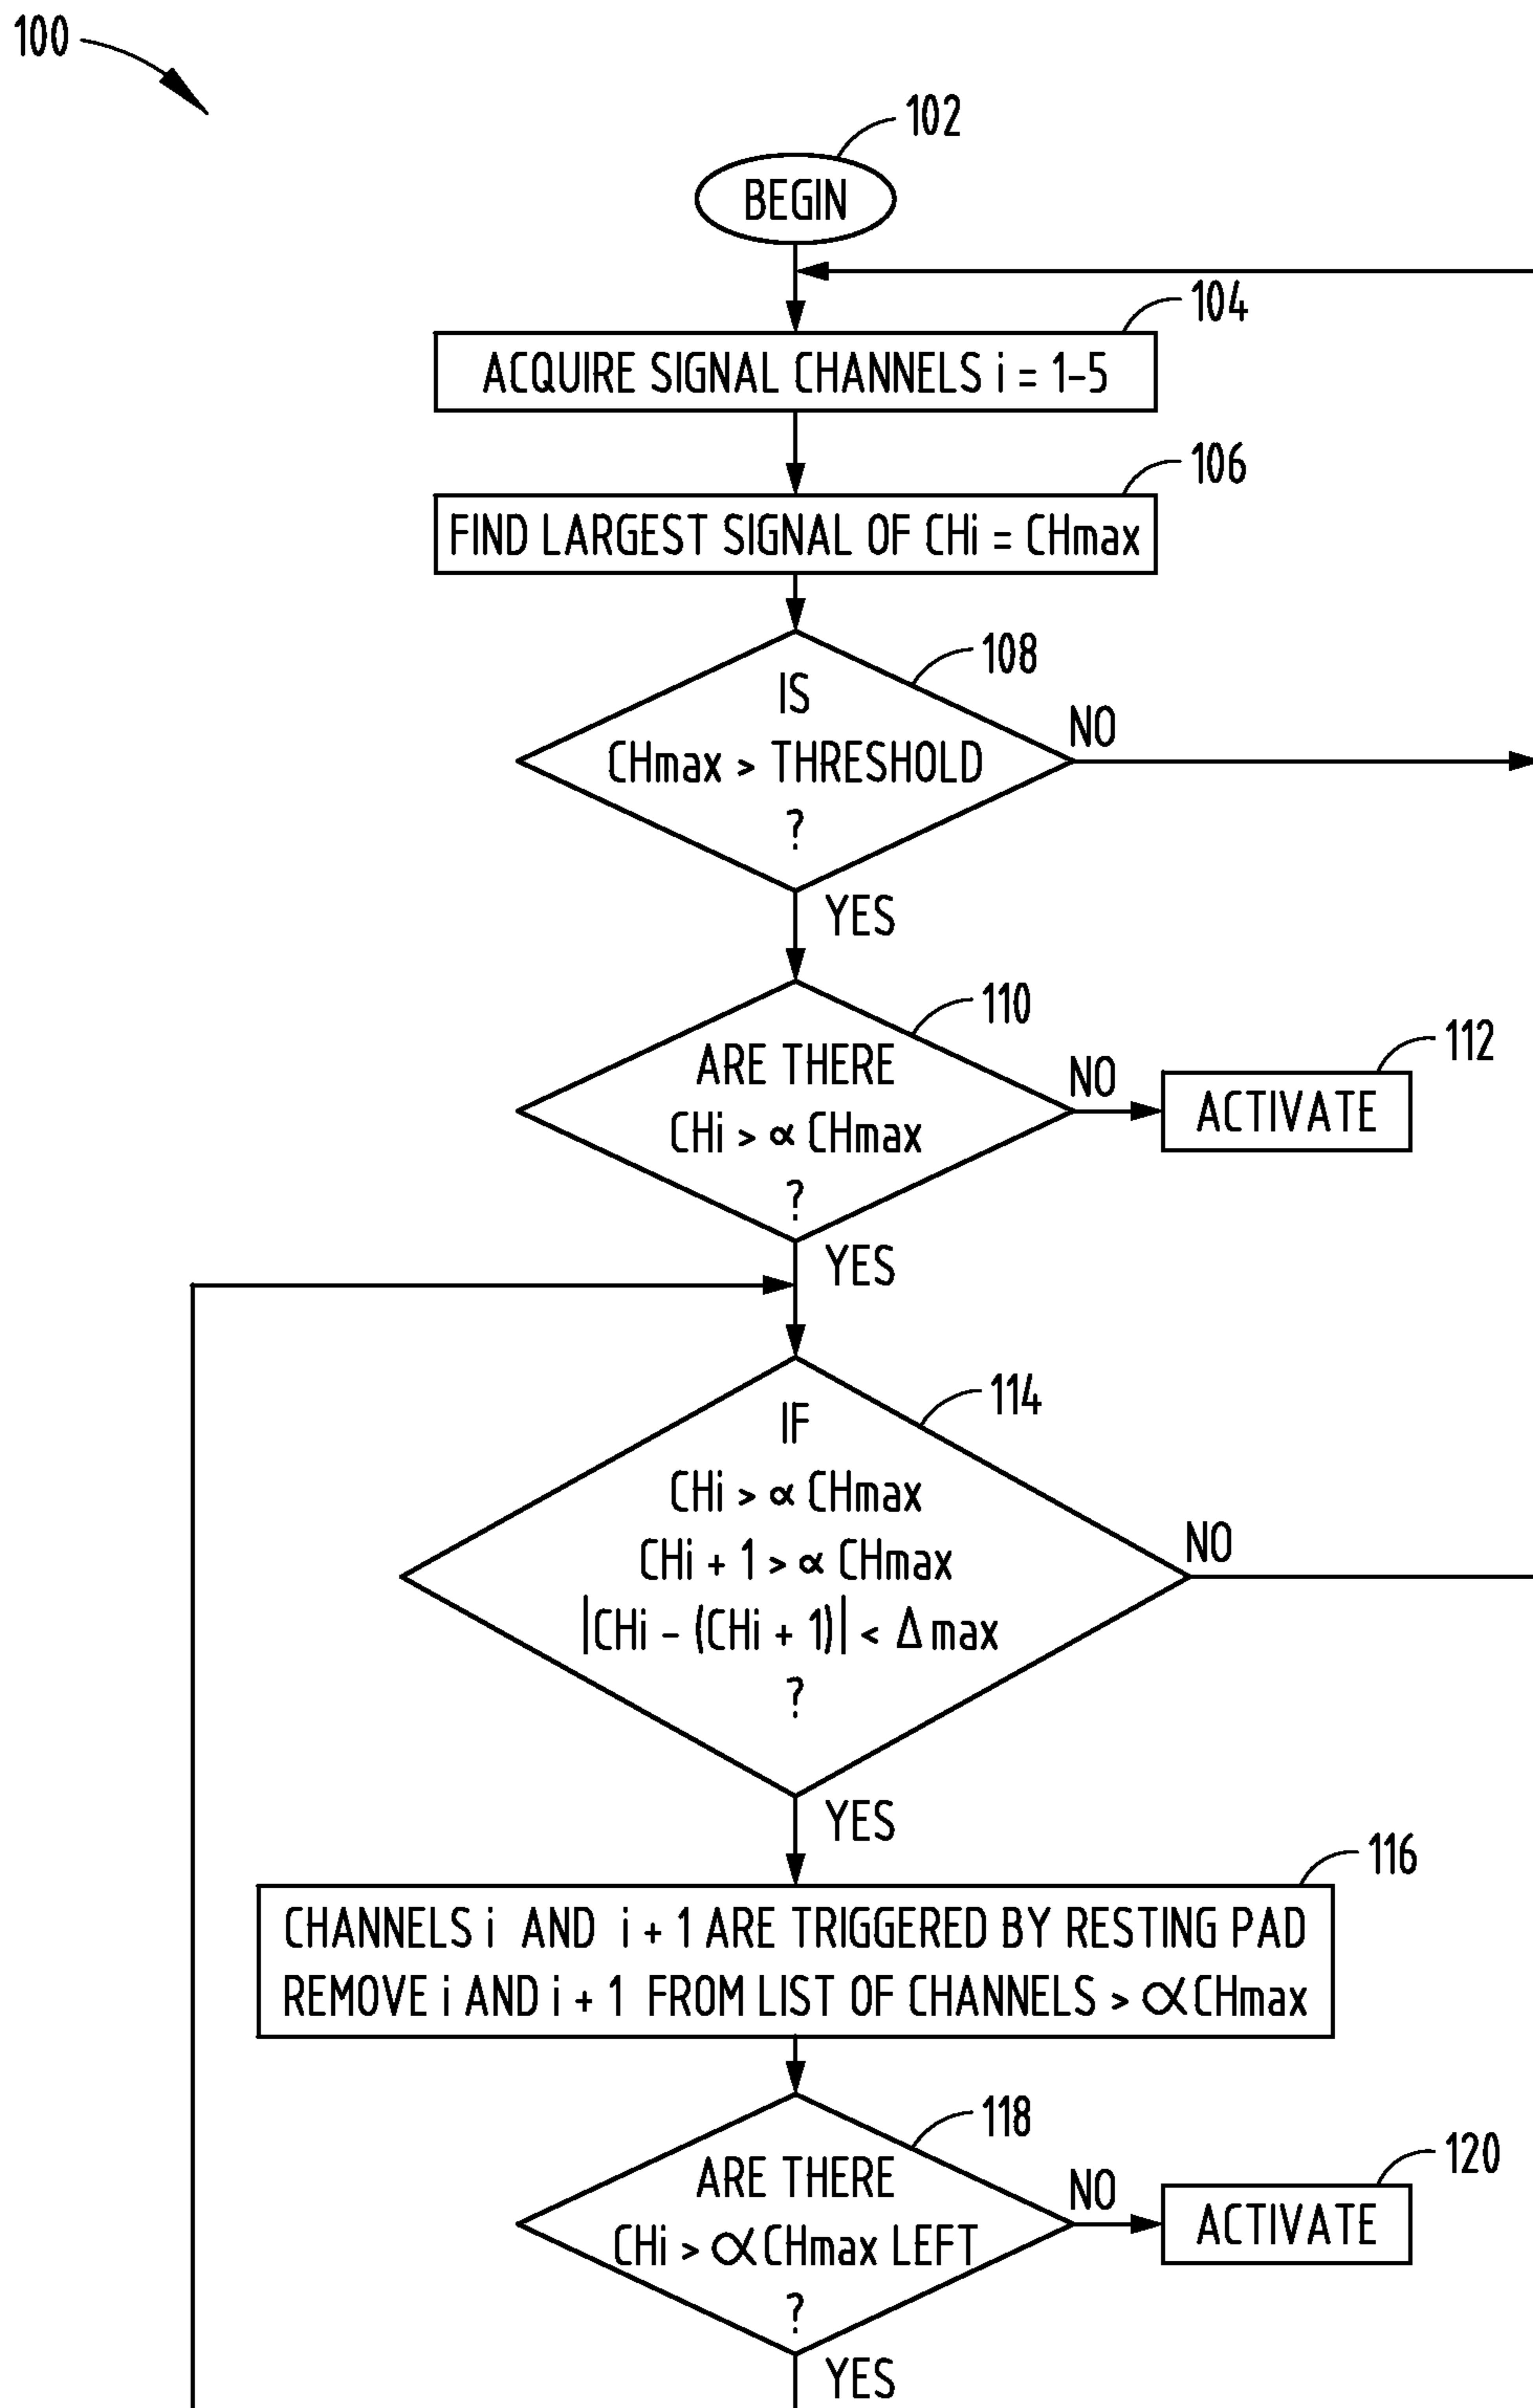 100
102
BEGIN
104
ACQUIRE SIGNAL CHANNELS i = 1-5
106
FIND LARGEST SIGNAL OF CHi = CHmax
108
IS
CHmax > THRESHOLD
?
NO
YES
110
ARE THERE
CHi > ∝ CHmax
?
NO
112
ACTIVATE
YES
114
IF
CHi > ∝ CHmax
CHi + 1 > ∝ CHmax
|CHi - (CHi + 1)| < Δ max
?
NO
YES
116
CHANNELS i AND i + 1 ARE TRIGGERED BY RESTING PAD
REMOVE i AND i + 1 FROM LIST OF CHANNELS > ∝ CHmax
118
ARE THERE
CHi > ∝ CHmax LEFT
?
NO
120
ACTIVATE
YES